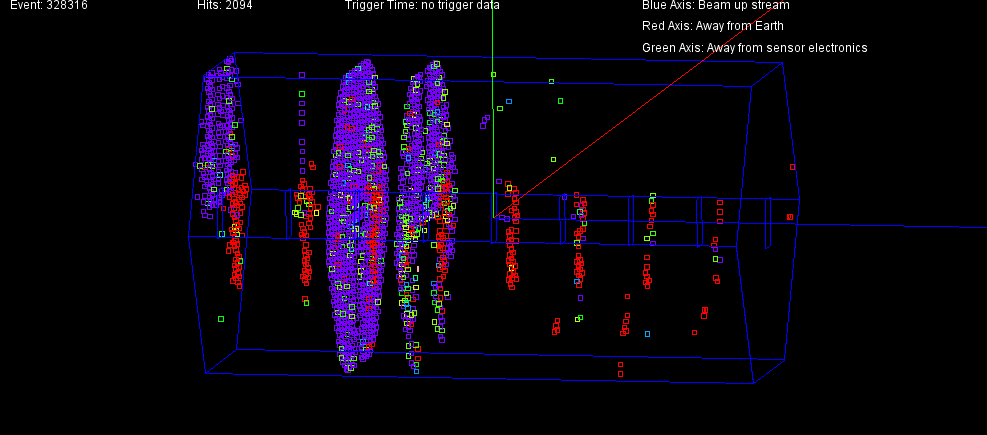 Event: 328316 Hits: 2094 Trigger Time: no trigger data Blue Axis: Beam up stream
Red Axis: Away from Earth
Green Axis: Away from sensor electronics